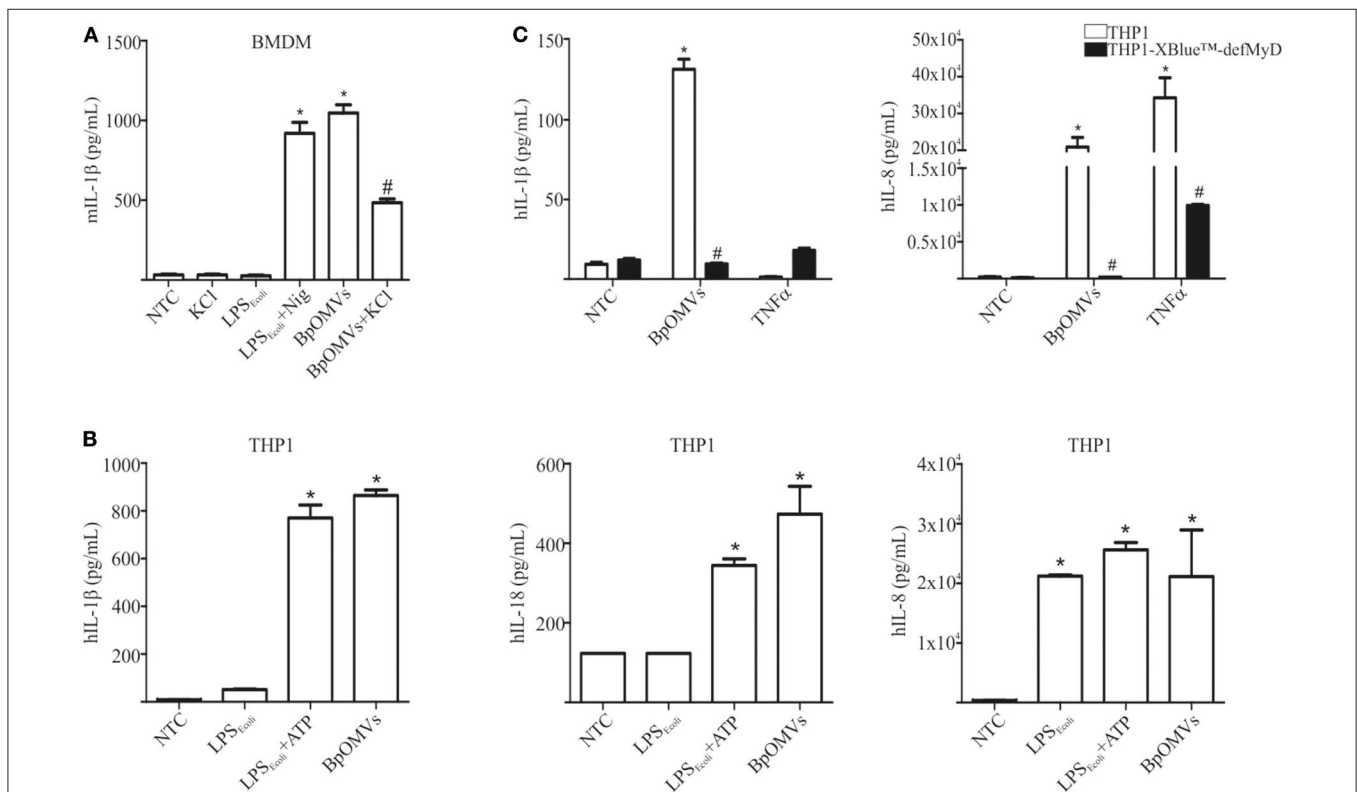 A
BMDM
mIL-1β (pg/mL)
1500
1000
500
NTC
KCl
LPSEcoli
LPSEcoli+Nig
BpOMVs
BpOMVs+KCl
*
*
#
C
hIL-1β (pg/mL)
150
100
50
NTC
BpOMVs
TNFα
*
#
THP1
THP1-XBlue™-defMyD
hIL-8 (pg/mL)
50x10⁴
40x10⁴
30x10⁴
20x10⁴
1.5x10⁴
1x10⁴
0.5x10⁴
NTC
BpOMVs
TNFα
*
#
*
#
B
THP1
hIL-1β (pg/mL)
1000
800
600
400
200
NTC
LPSEcoli
LPSEcoli+ATP
BpOMVs
*
*
THP1
hIL-18 (pg/mL)
600
400
200
NTC
LPSEcoli
LPSEcoli+ATP
BpOMVs
*
*
THP1
hIL-8 (pg/mL)
4x10⁴
3x10⁴
2x10⁴
1x10⁴
NTC
LPSEcoli
LPSEcoli+ATP
BpOMVs
*
*
*